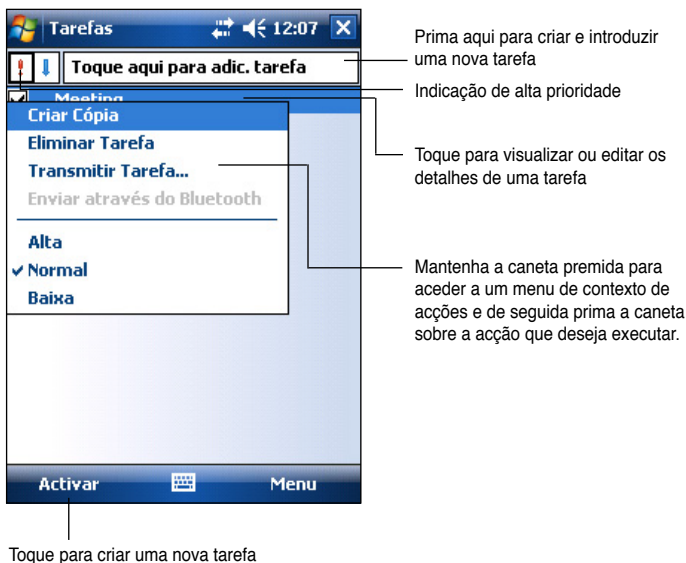 Tarefas 12:07
Toque aqui para adic. tarefa
Meeting
Criar Cópia
Eliminar Tarefa
Transmitir Tarefa...
Enviar através do Bluetooth
Alta
Normal
Baixa
Activar Menu
Prima aqui para criar e introduzir
uma nova tarefa
Indicação de alta prioridade
Toque para visualizar ou editar os
detalhes de uma tarefa
Mantenha a caneta premida para
aceder a um menu de contexto de
acções e de seguida prima a caneta
sobre a acção que deseja executar.
Toque para criar uma nova tarefa